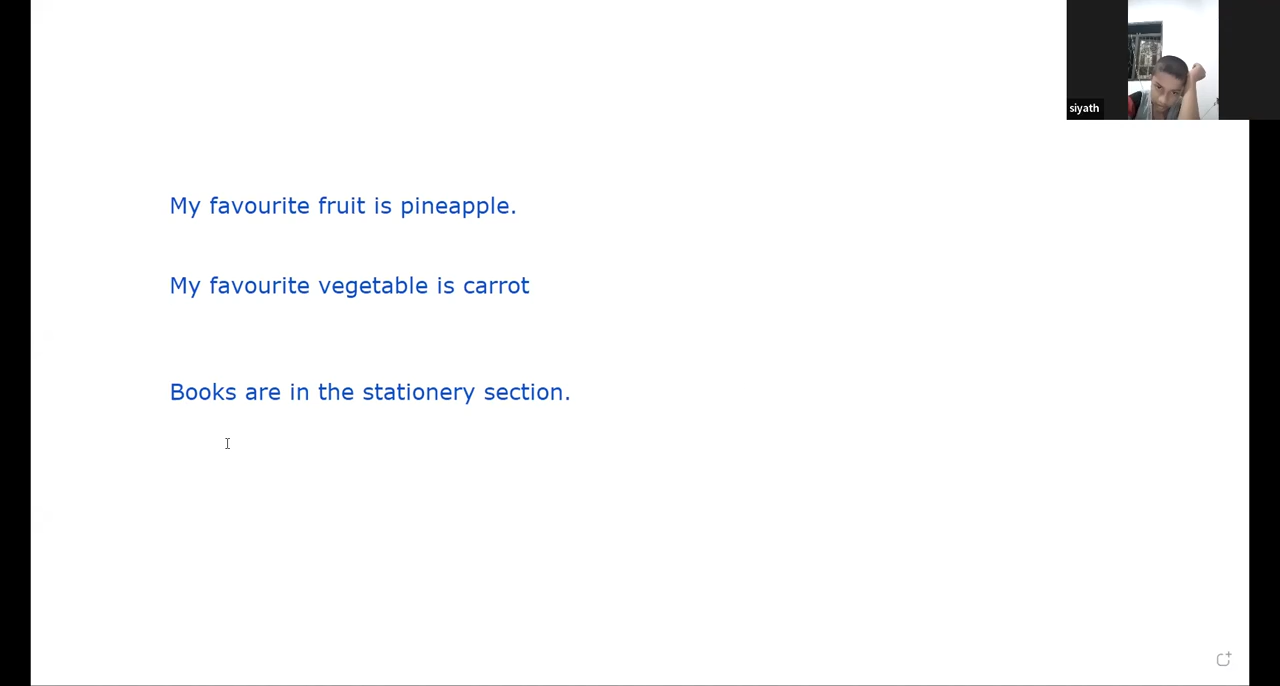 siyath
My favourite fruit is pineapple.
My favourite vegetable is carrot
Books are in the stationery section.